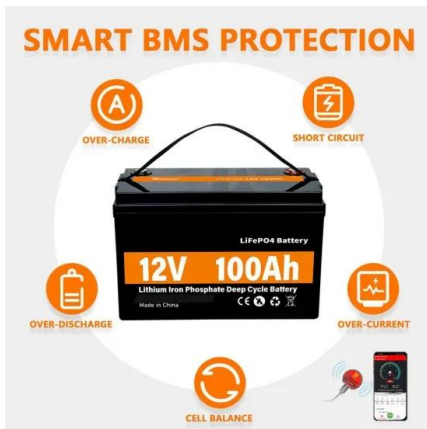 SMART BMS PROTECTION
OVER-CHARGE
SHORT CIRCUIT
LiFePO4 Battery
12V 100Ah
Lithium Iron Phosphate Deep Cycle Battery
Made in China
CE
OVER-DISCHARGE
OVER-CURRENT
CELL BALANCE